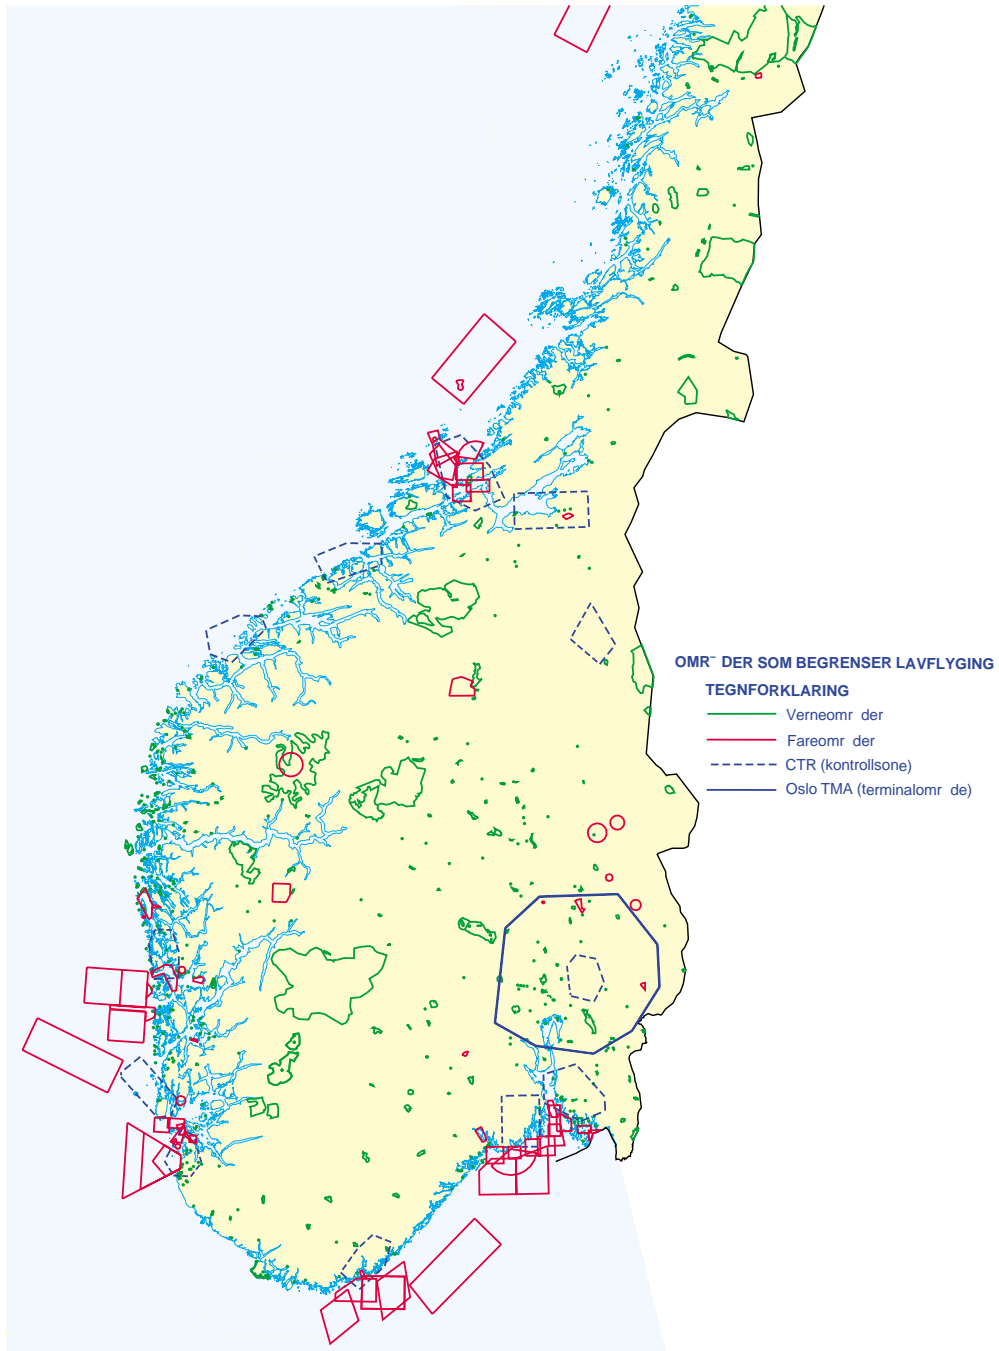 OMR¯ DER SOM BEGRENSER LAVFLYGING
TEGNFORKLARING
Verneomr der
Fareomr der
CTR (kontrollsone)
Oslo TMA (terminalomr de)